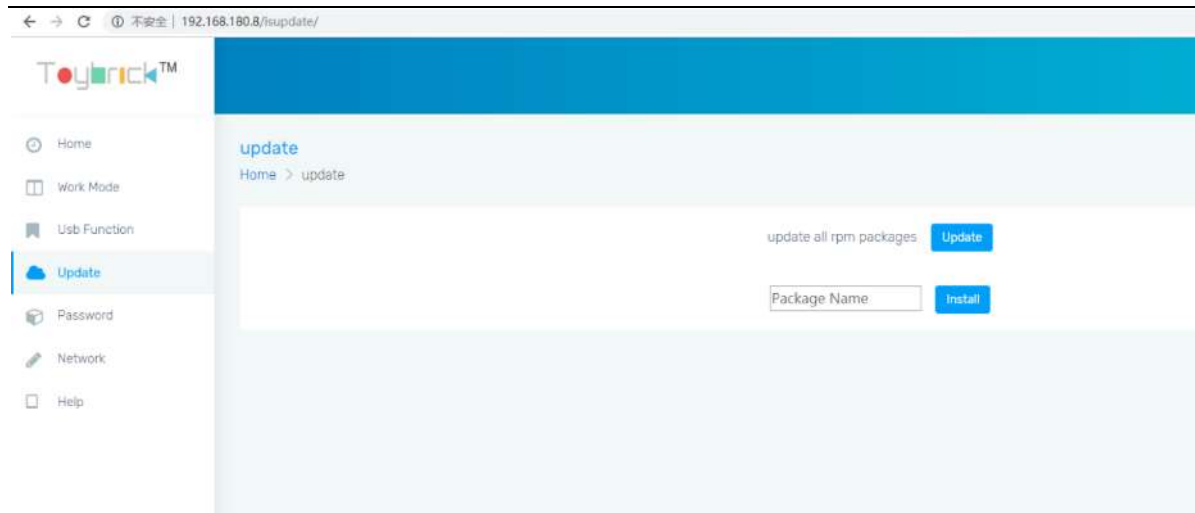 不安全 | 192.168.180.8/isupdate/
Toybrick™
Home
Work Mode
Usb Function
Update
Password
Network
Help
update
Home > update
update all rpm packages Update
Package Name Install